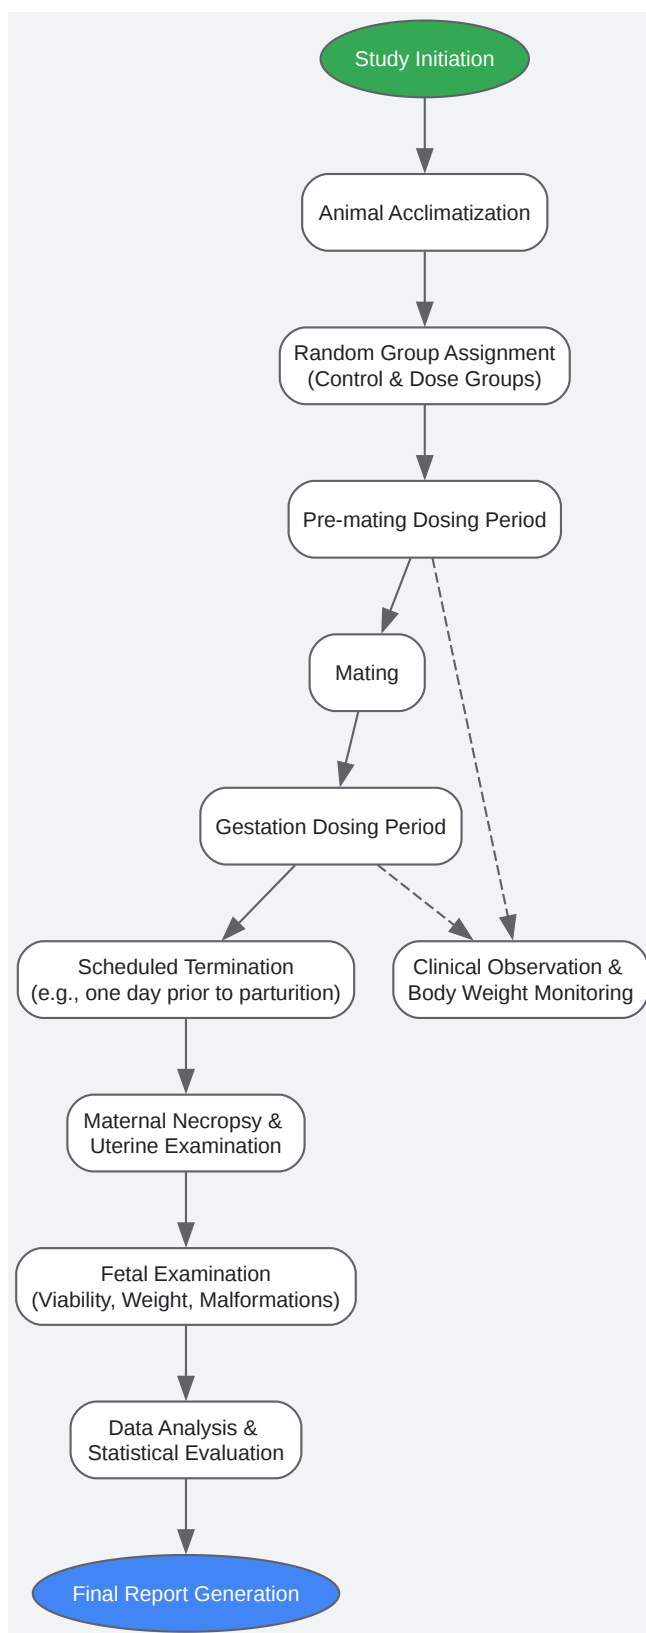 Study Initiation
Animal Acclimatization
Random Group Assignment
(Control & Dose Groups)
Pre-mating Dosing Period
Mating
Gestation Dosing Period
Scheduled Termination
(e.g., one day prior to parturition)
Clinical Observation &
Body Weight Monitoring
Maternal Necropsy &
Uterine Examination
Fetal Examination
(Viability, Weight, Malformations)
Data Analysis &
Statistical Evaluation
Final Report Generation